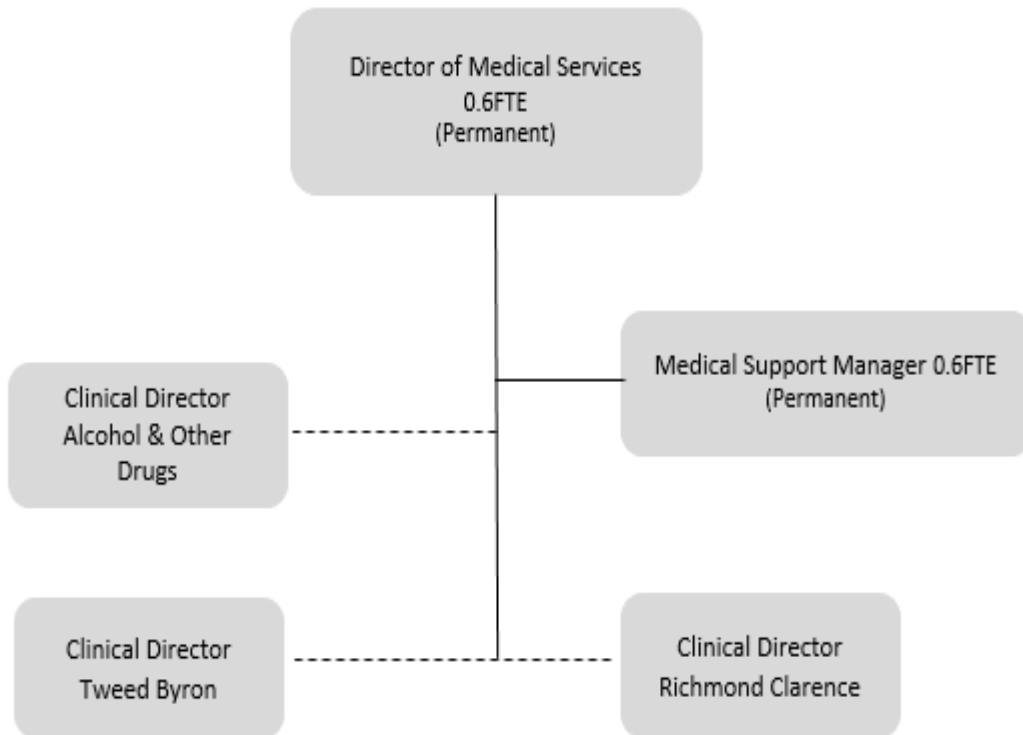 Director of Medical Services
0.6FTE
(Permanent)
Medical Support Manager 0.6FTE
(Permanent)
Clinical Director
Alcohol & Other
Drugs
Clinical Director
Tweed Byron
Clinical Director
Richmond Clarence